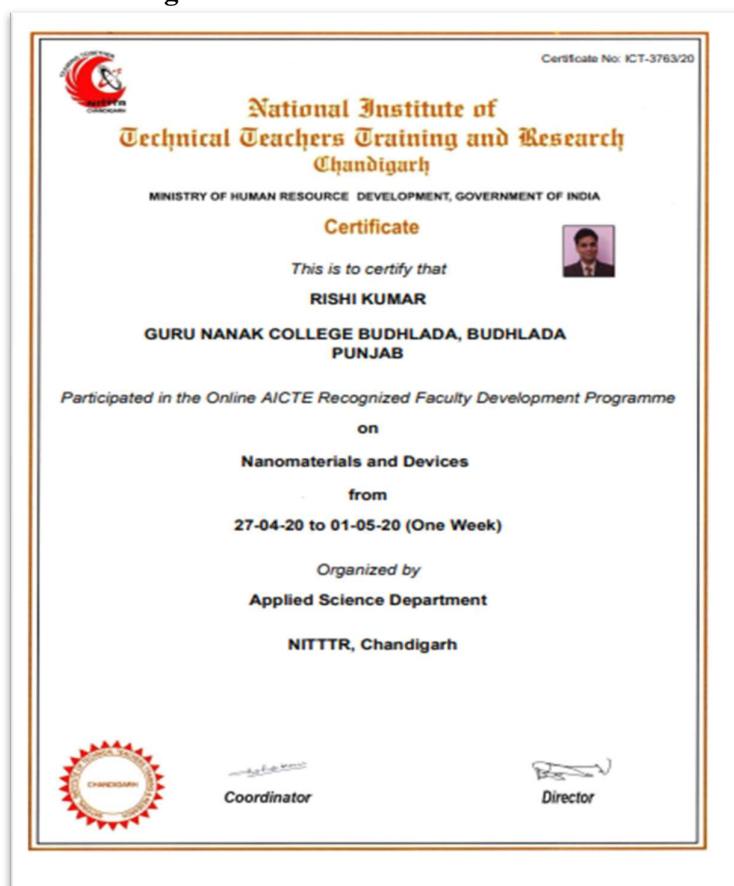 Certificate No: ICT-3763/20
NITTTR
CHANDIGARH
National Institute of
Technical Teachers Training and Research
Chandigarh
MINISTRY OF HUMAN RESOURCE DEVELOPMENT, GOVERNMENT OF INDIA
Certificate
This is to certify that
RISHI KUMAR
GURU NANAK COLLEGE BUDHLADA, BUDHLADA
PUNJAB
Participated in the Online AICTE Recognized Faculty Development Programme
on
Nanomaterials and Devices
from
27-04-20 to 01-05-20 (One Week)
Organized by
Applied Science Department
NITTTR, Chandigarh
CHANDIGARH
Coordinator
Director